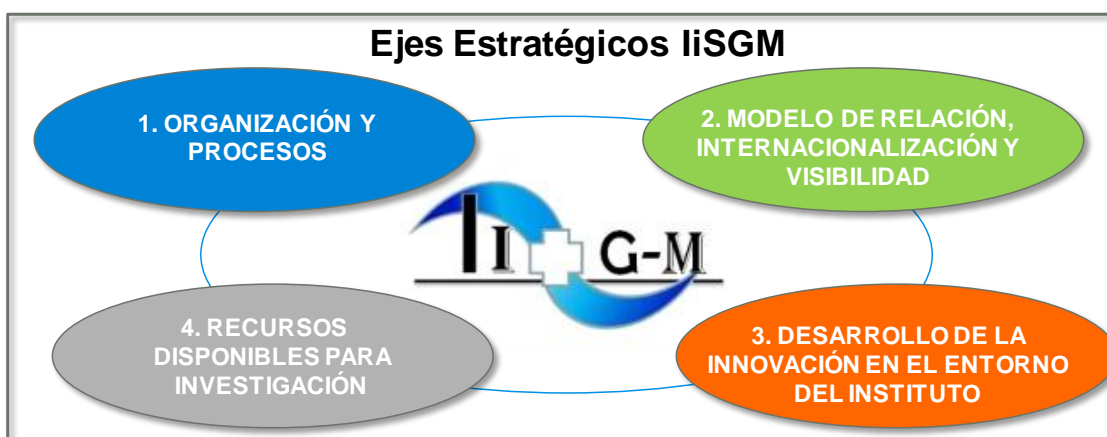 Ejes Estratégicos IiSGM
1. ORGANIZACIÓN Y
PROCESOS
2. MODELO DE RELACIÓN,
INTERNACIONALIZACIÓN Y
VISIBILIDAD
II G-M
4. RECURSOS
DISPONIBLES PARA
INVESTIGACIÓN
3. DESARROLLO DE LA
INNOVACIÓN EN EL ENTORNO
DEL INSTITUTO